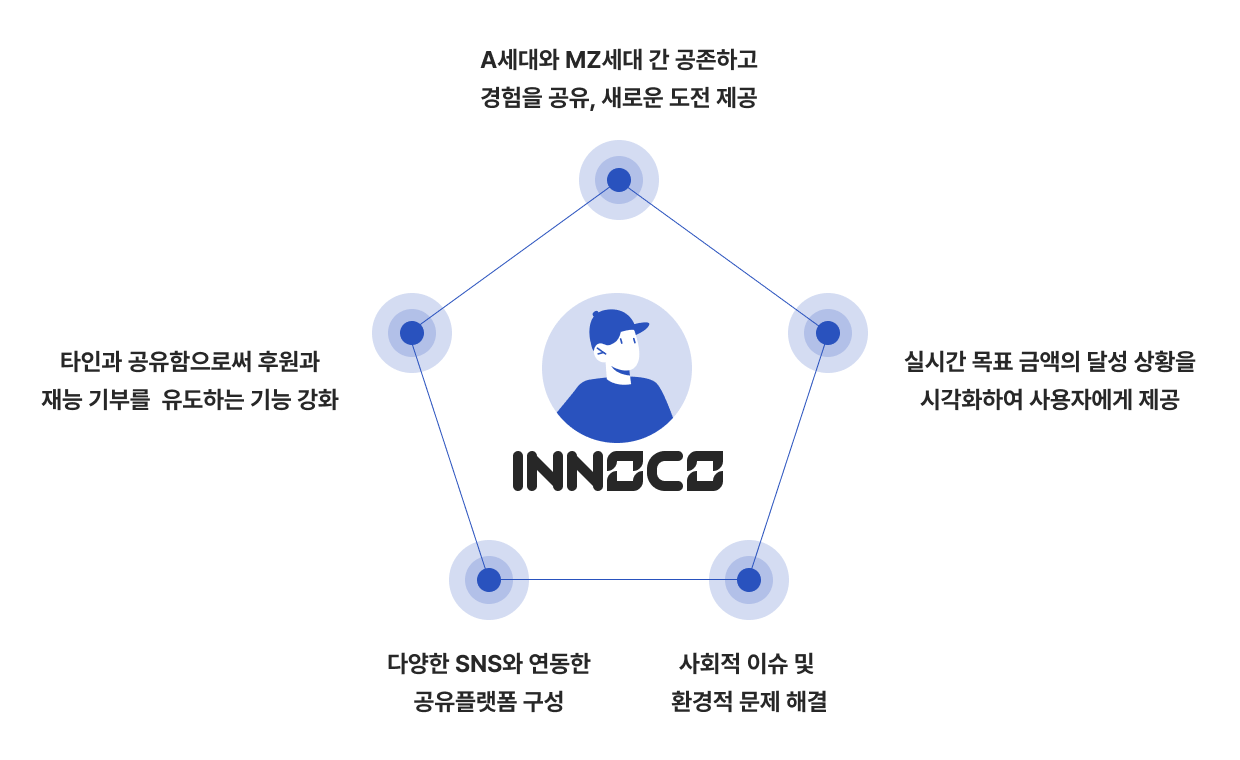 A세대와 MZ세대 간 공존하고
경험을 공유, 새로운 도전 제공
타인과 공유함으로써 후원과
재능 기부를 유도하는 기능 강화
실시간 목표 금액의 달성 상황을
시각화하여 사용자에게 제공
INNOCO
다양한 SNS와 연동한
공유플랫폼 구성
사회적 이슈 및
환경적 문제 해결